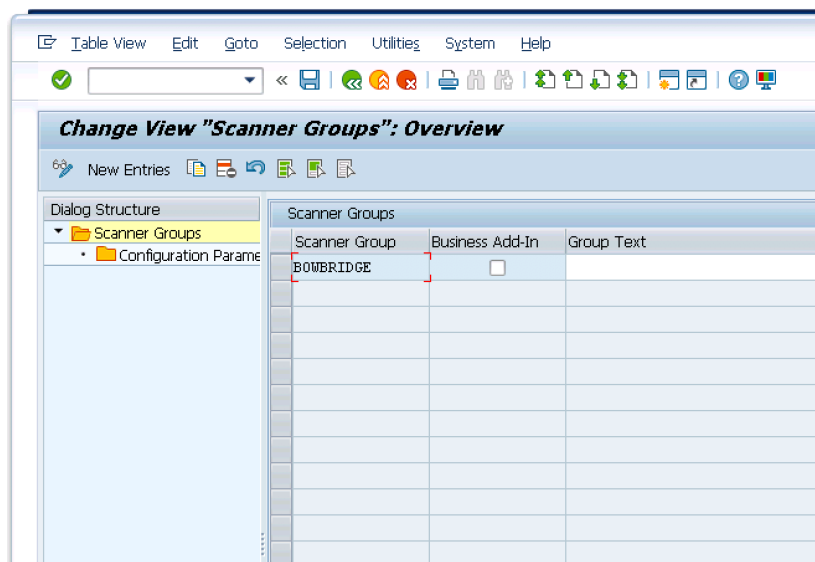 Table View Edit Goto Selection Utilities System Help
Change View "Scanner Groups": Overview
New Entries
Dialog Structure
Scanner Groups
Configuration Parame
Scanner Groups
Scanner Group Business Add-In Group Text
BOWBRIDGE